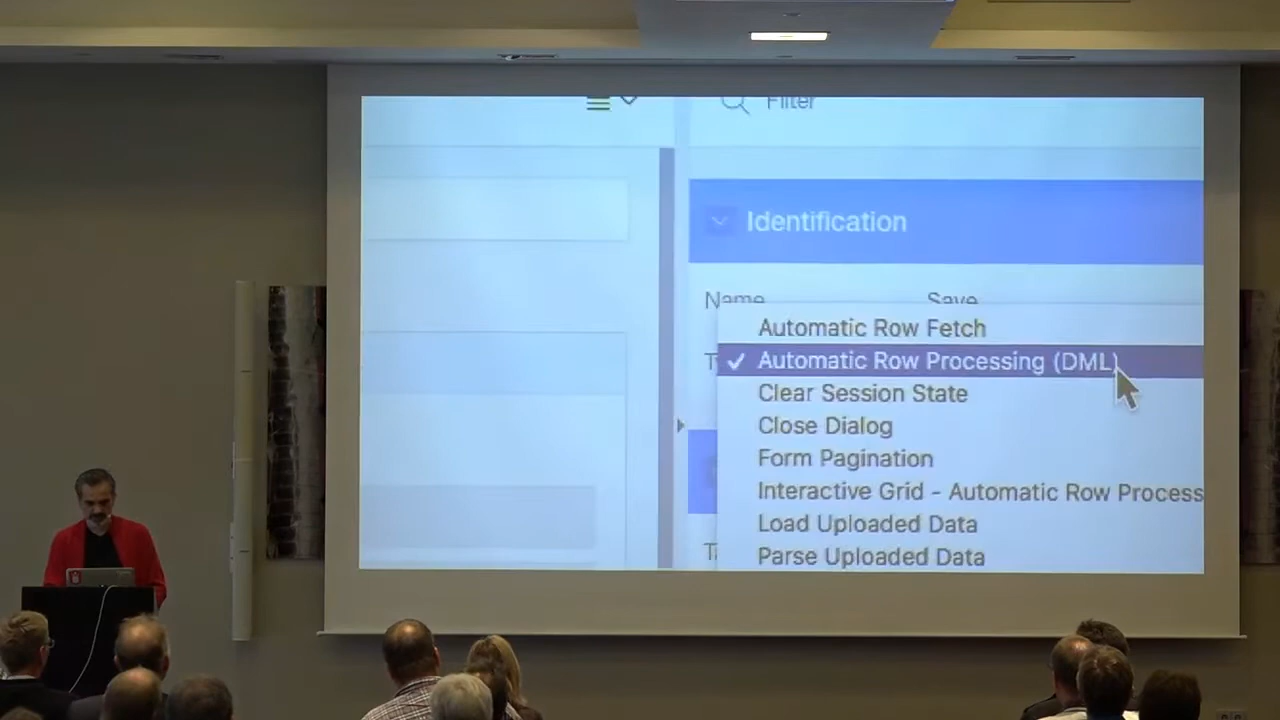 Filter
Identification
Name Save
Automatic Row Fetch
Automatic Row Processing (DML)
Clear Session State
Close Dialog
Form Pagination
Interactive Grid - Automatic Row Process
Load Uploaded Data
Parse Uploaded Data